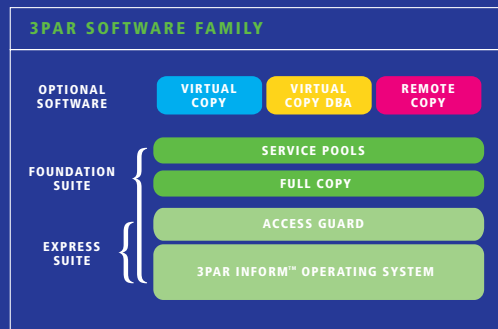 3PAR SOFTWARE FAMILY
OPTIONAL
SOFTWARE
VIRTUAL
COPY
VIRTUAL
COPY DBA
REMOTE
COPY
FOUNDATION
SUITE
SERVICE POOLS
FULL COPY
EXPRESS
SUITE
ACCESS GUARD
3PAR INFORM™ OPERATING SYSTEM